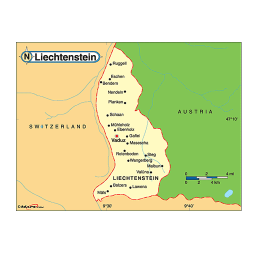 N Liechtenstein
Ruggell
Eschen
Bendern
Nendeln
Planken
Schaan
Mühleholz
Ebenholz
Vaduz
Gaflei
Masescha
Rotenboden
Steg
Wangerberg
Malbun
Valüna
LIECHTENSTEIN
Balzers
Lawena
Mäls
SWITZERLAND
AUSTRIA
47°10'
0 2 4 mi
0 2 4 km
9°30'
9°40'